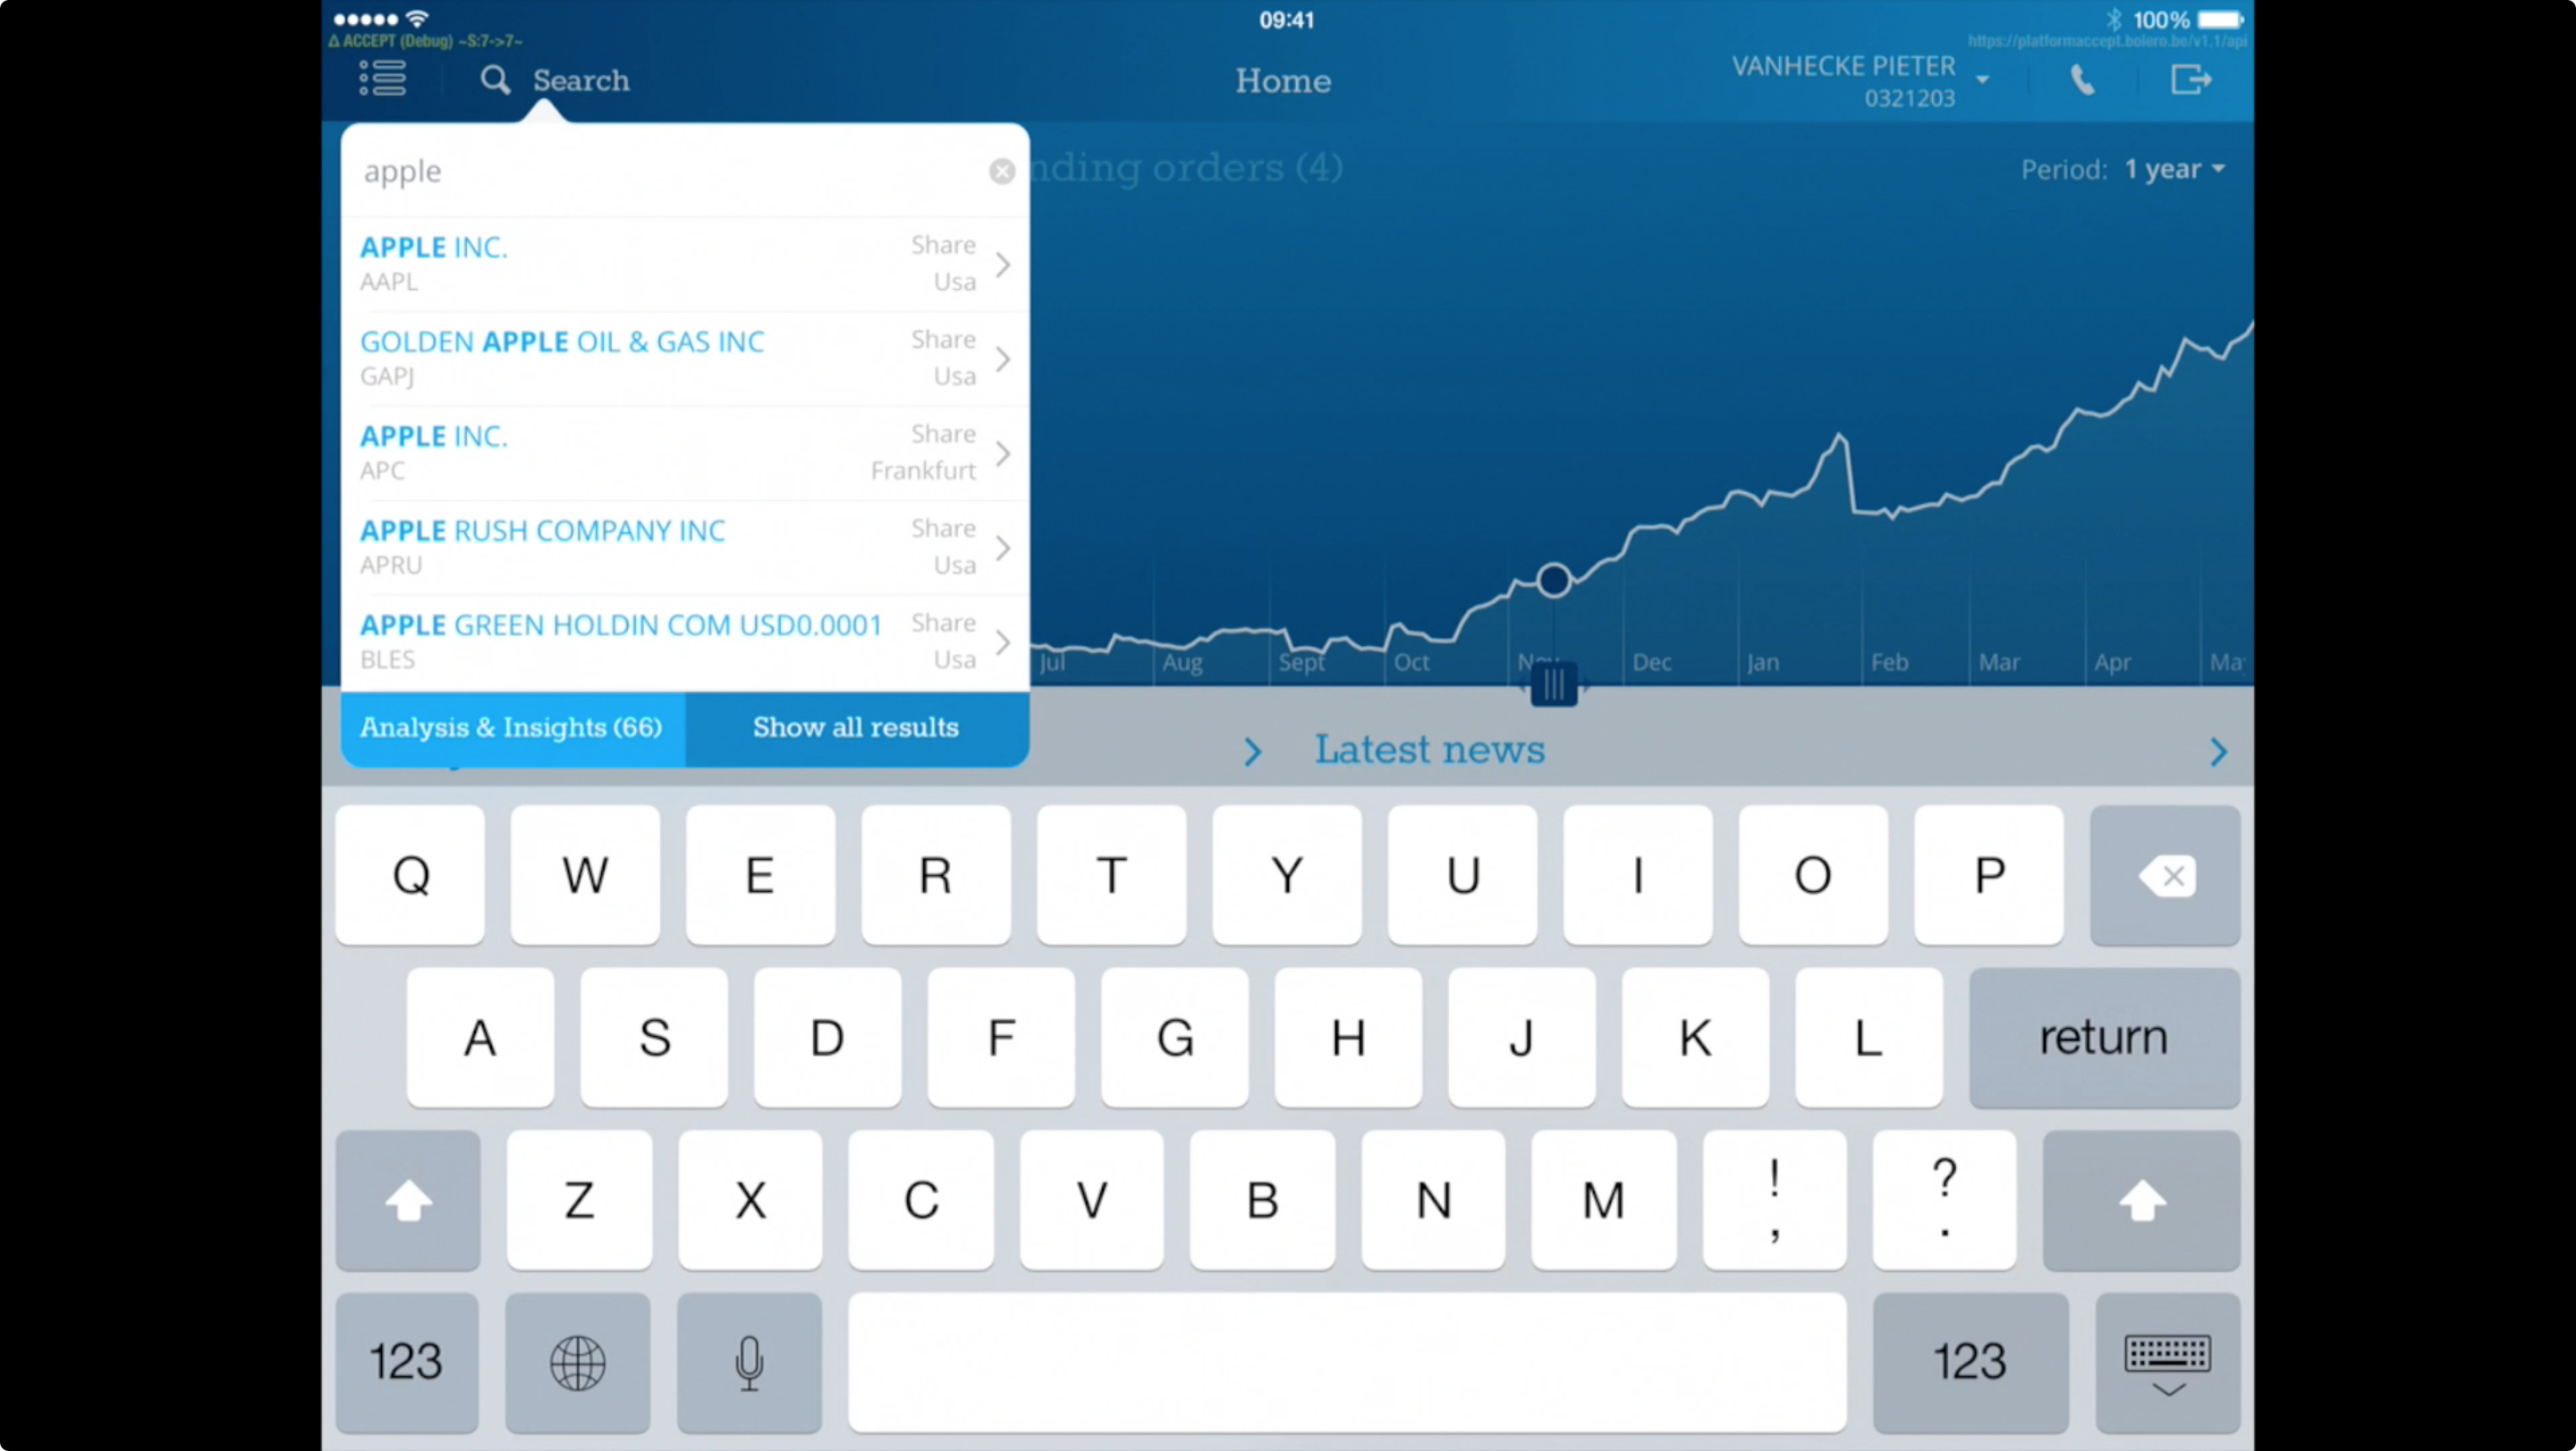 09:41
100%
Δ ACCEPT (Debug) ~S:7->7~
https://platformaccept.bolero.be/v1.1/api
Search
Home
VANHECKE PIETER
0321203
apple
nding orders (4)
Period: 1 year
APPLE INC.
Share
AAPL
Usa
GOLDEN APPLE OIL & GAS INC
Share
GAPJ
Usa
APPLE INC.
Share
APC
Frankfurt
APPLE RUSH COMPANY INC
Share
APRU
Usa
APPLE GREEN HOLDIN COM USD0.0001
Share
BLES
Usa
Jul Aug Sept Oct Nov Dec Jan Feb Mar Apr Ma
Analysis & Insights (66)
Show all results
Latest news
Q W E R T Y U I O P
A S D F G H J K L return
Z X C V B N M ! , ? .
123 123